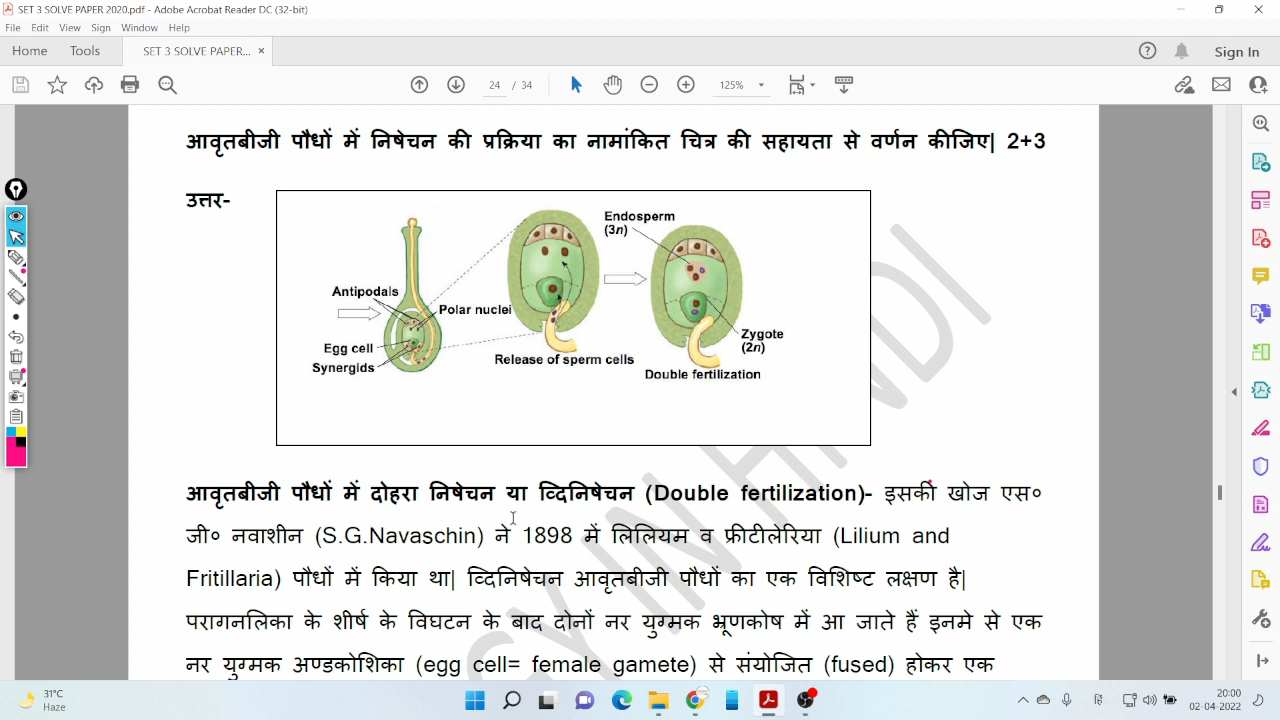 SET 3 SOLVE PAPER 2020.pdf - Adobe Acrobat Reader DC (32-bit)
File Edit View Sign Window Help
Home Tools SET 3 SOLVE PAPER... × Sign In
24 / 34 125%
आवृतबीजी पौधों में निषेचन की प्रक्रिया का नामांकित चित्र की सहायता से वर्णन कीजिए| 2+3
उत्तर-
Endosperm
(3n)
Antipodals
Polar nuclei
Egg cell
Synergids
Release of sperm cells
Zygote
(2n)
Double fertilization
आवृतबीजी पौधों में दोहरा निषेचन या व्दिनिषेचन (Double fertilization)- इसकी खोज एस०
जी० नवाशीन (S.G.Navaschin) ने 1898 में लिलियम व फ्रीटीलेरिया (Lilium and
Fritillaria) पौधों में किया था| व्दिनिषेचन आवृतबीजी पौधों का एक विशिष्ट लक्षण है|
परागनलिका के शीर्ष के विघटन के बाद दोनों नर युग्मक भ्रूणकोष में आ जाते हैं इनमे से एक
नर युग्मक अण्डकोशिका (egg cell= female gamete) से संयोजित (fused) होकर एक
31°C
Haze
20:00
02-04-2022